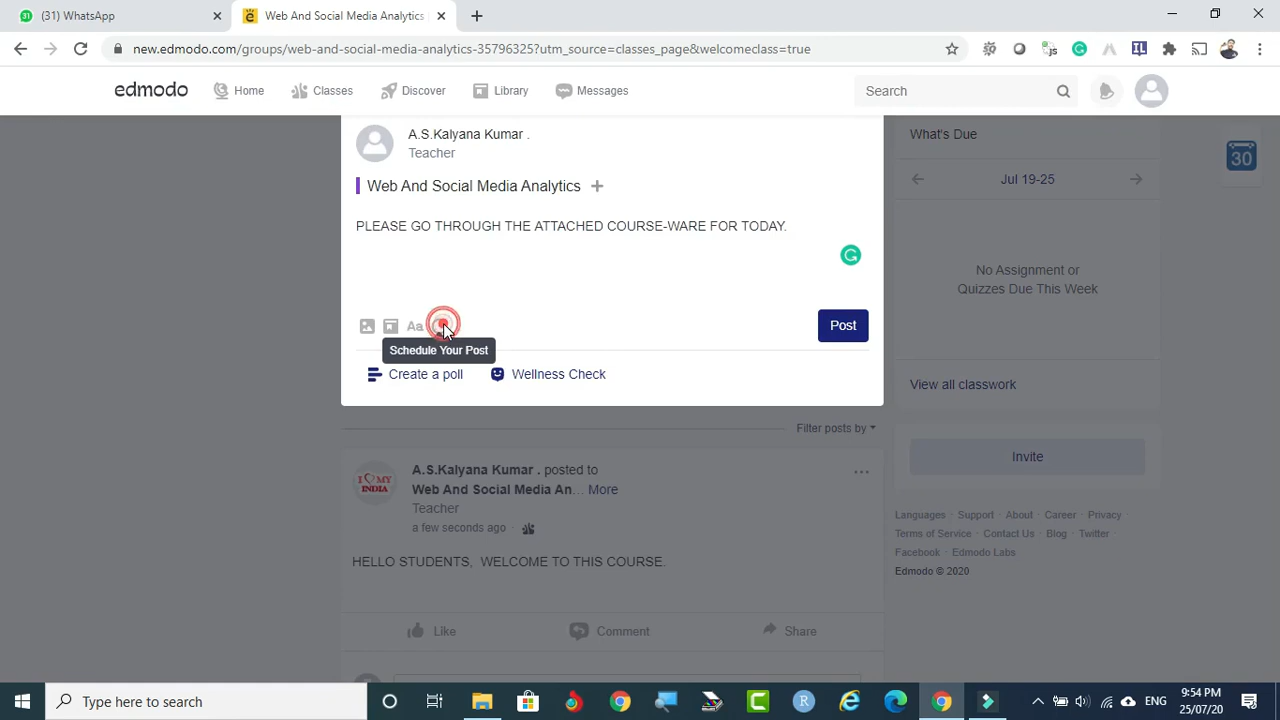 (31) WhatsApp
Web And Social Media Analytics
new.edmodo.com/groups/web-and-social-media-analytics-35796325?utm_source=classes_page&welcomeclass=true
edmodo
Home
Classes
Discover
Library
Messages
Search
A.S.Kalyana Kumar .
Teacher
Web And Social Media Analytics
PLEASE GO THROUGH THE ATTACHED COURSE-WARE FOR TODAY.
Aa
Post
Schedule Your Post
Create a poll
Wellness Check
Filter posts by
A.S.Kalyana Kumar . posted to
Web And Social Media An... More
Teacher
a few seconds ago ·
HELLO STUDENTS,  WELCOME TO THIS COURSE.
Like
Comment
Share
What's Due
Jul 19-25
No Assignment or
Quizzes Due This Week
View all classwork
Invite
Languages · Support · About · Career · Privacy ·
Terms of Service · Contact Us · Blog · Twitter ·
Facebook · Edmodo Labs
Edmodo © 2020
30
I MY
INDIA
Type here to search
ENG
9:54 PM
25/07/20